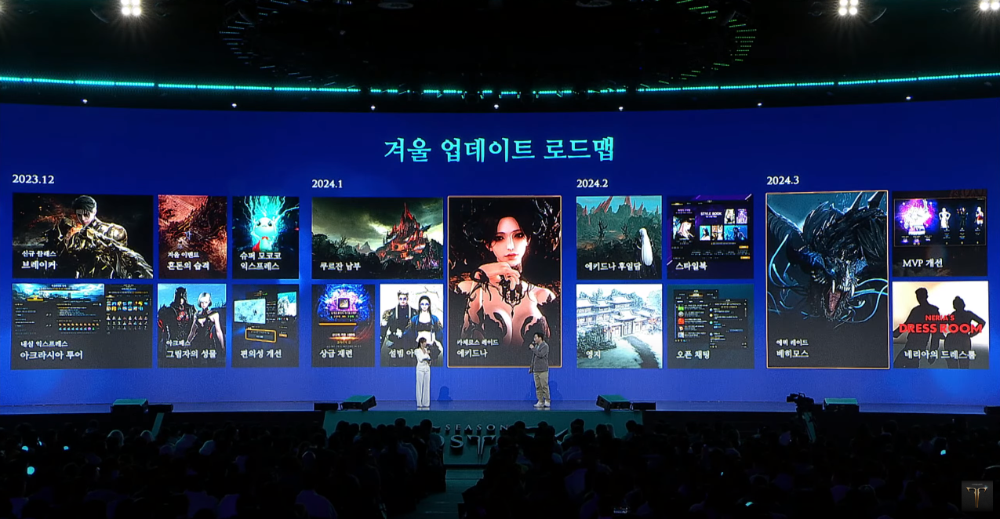 겨울 업데이트 로드맵
2023.12
신규 클래스
브레이커
게릴라 이벤트
혼돈의 습격
슈퍼 모코코
익스프레스
내실 익스프레스
아크라시아 투어
아크패스
그림자의 성물
편의성 개선
2024.1
쿠르잔 남부
상급 재련
설빔 아
카제로스 레이드
에키드나
2024.2
에키드나 후일담
STYLE BOOK
스타일북
영지
오픈 채팅
2024.3
에픽 레이드
베히모스
MVP 개선
NERIA'S
DRESS ROOM
네리아의 드레스룸
SEASON